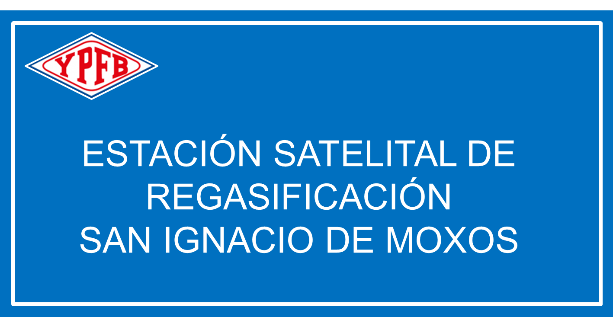 YPFB
ESTACIÓN SATELITAL DE
REGASIFICACIÓN
SAN IGNACIO DE MOXOS